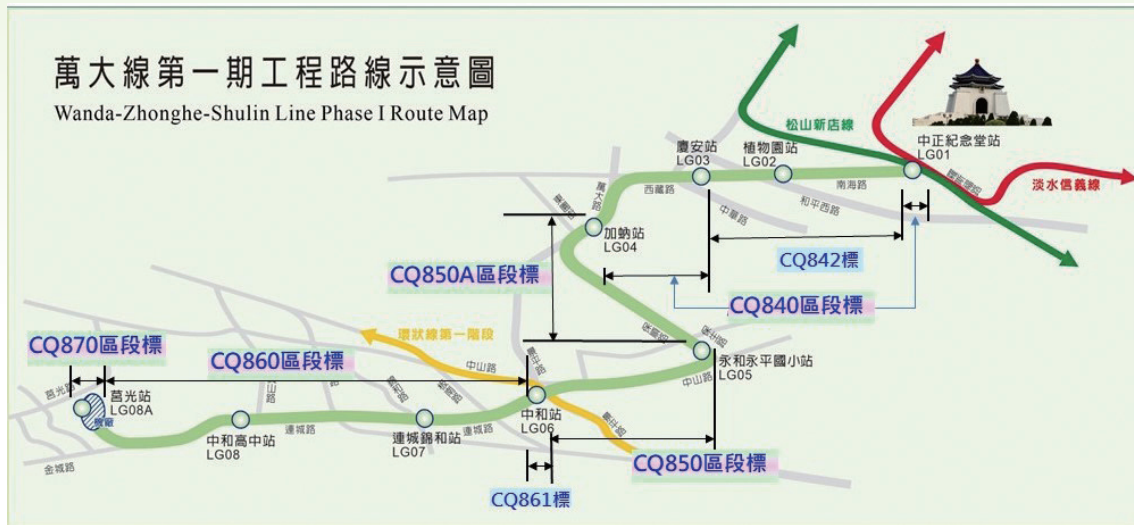 萬大線第一期工程路線示意圖
Wanda-Zhonghe-Shulin Line Phase I Route Map
松山新店線
中正紀念堂站
LG01
淡水信義線
廈安站
LG03
植物園站
LG02
萬大路
西藏路
南海路
和平西路
中華路
加蚋站
LG04
CQ842標
CQ850A區段標
CQ840區段標
環狀線第一階段
中山路
永和永平國小站
LG05
中山路
CQ870區段標
CQ860區段標
莒光路
莒光站
LG08A
機廠
中和站
LG06
中和高中站
LG08
連城路
連城錦和站
LG07
連城路
金城路
CQ850區段標
CQ861標